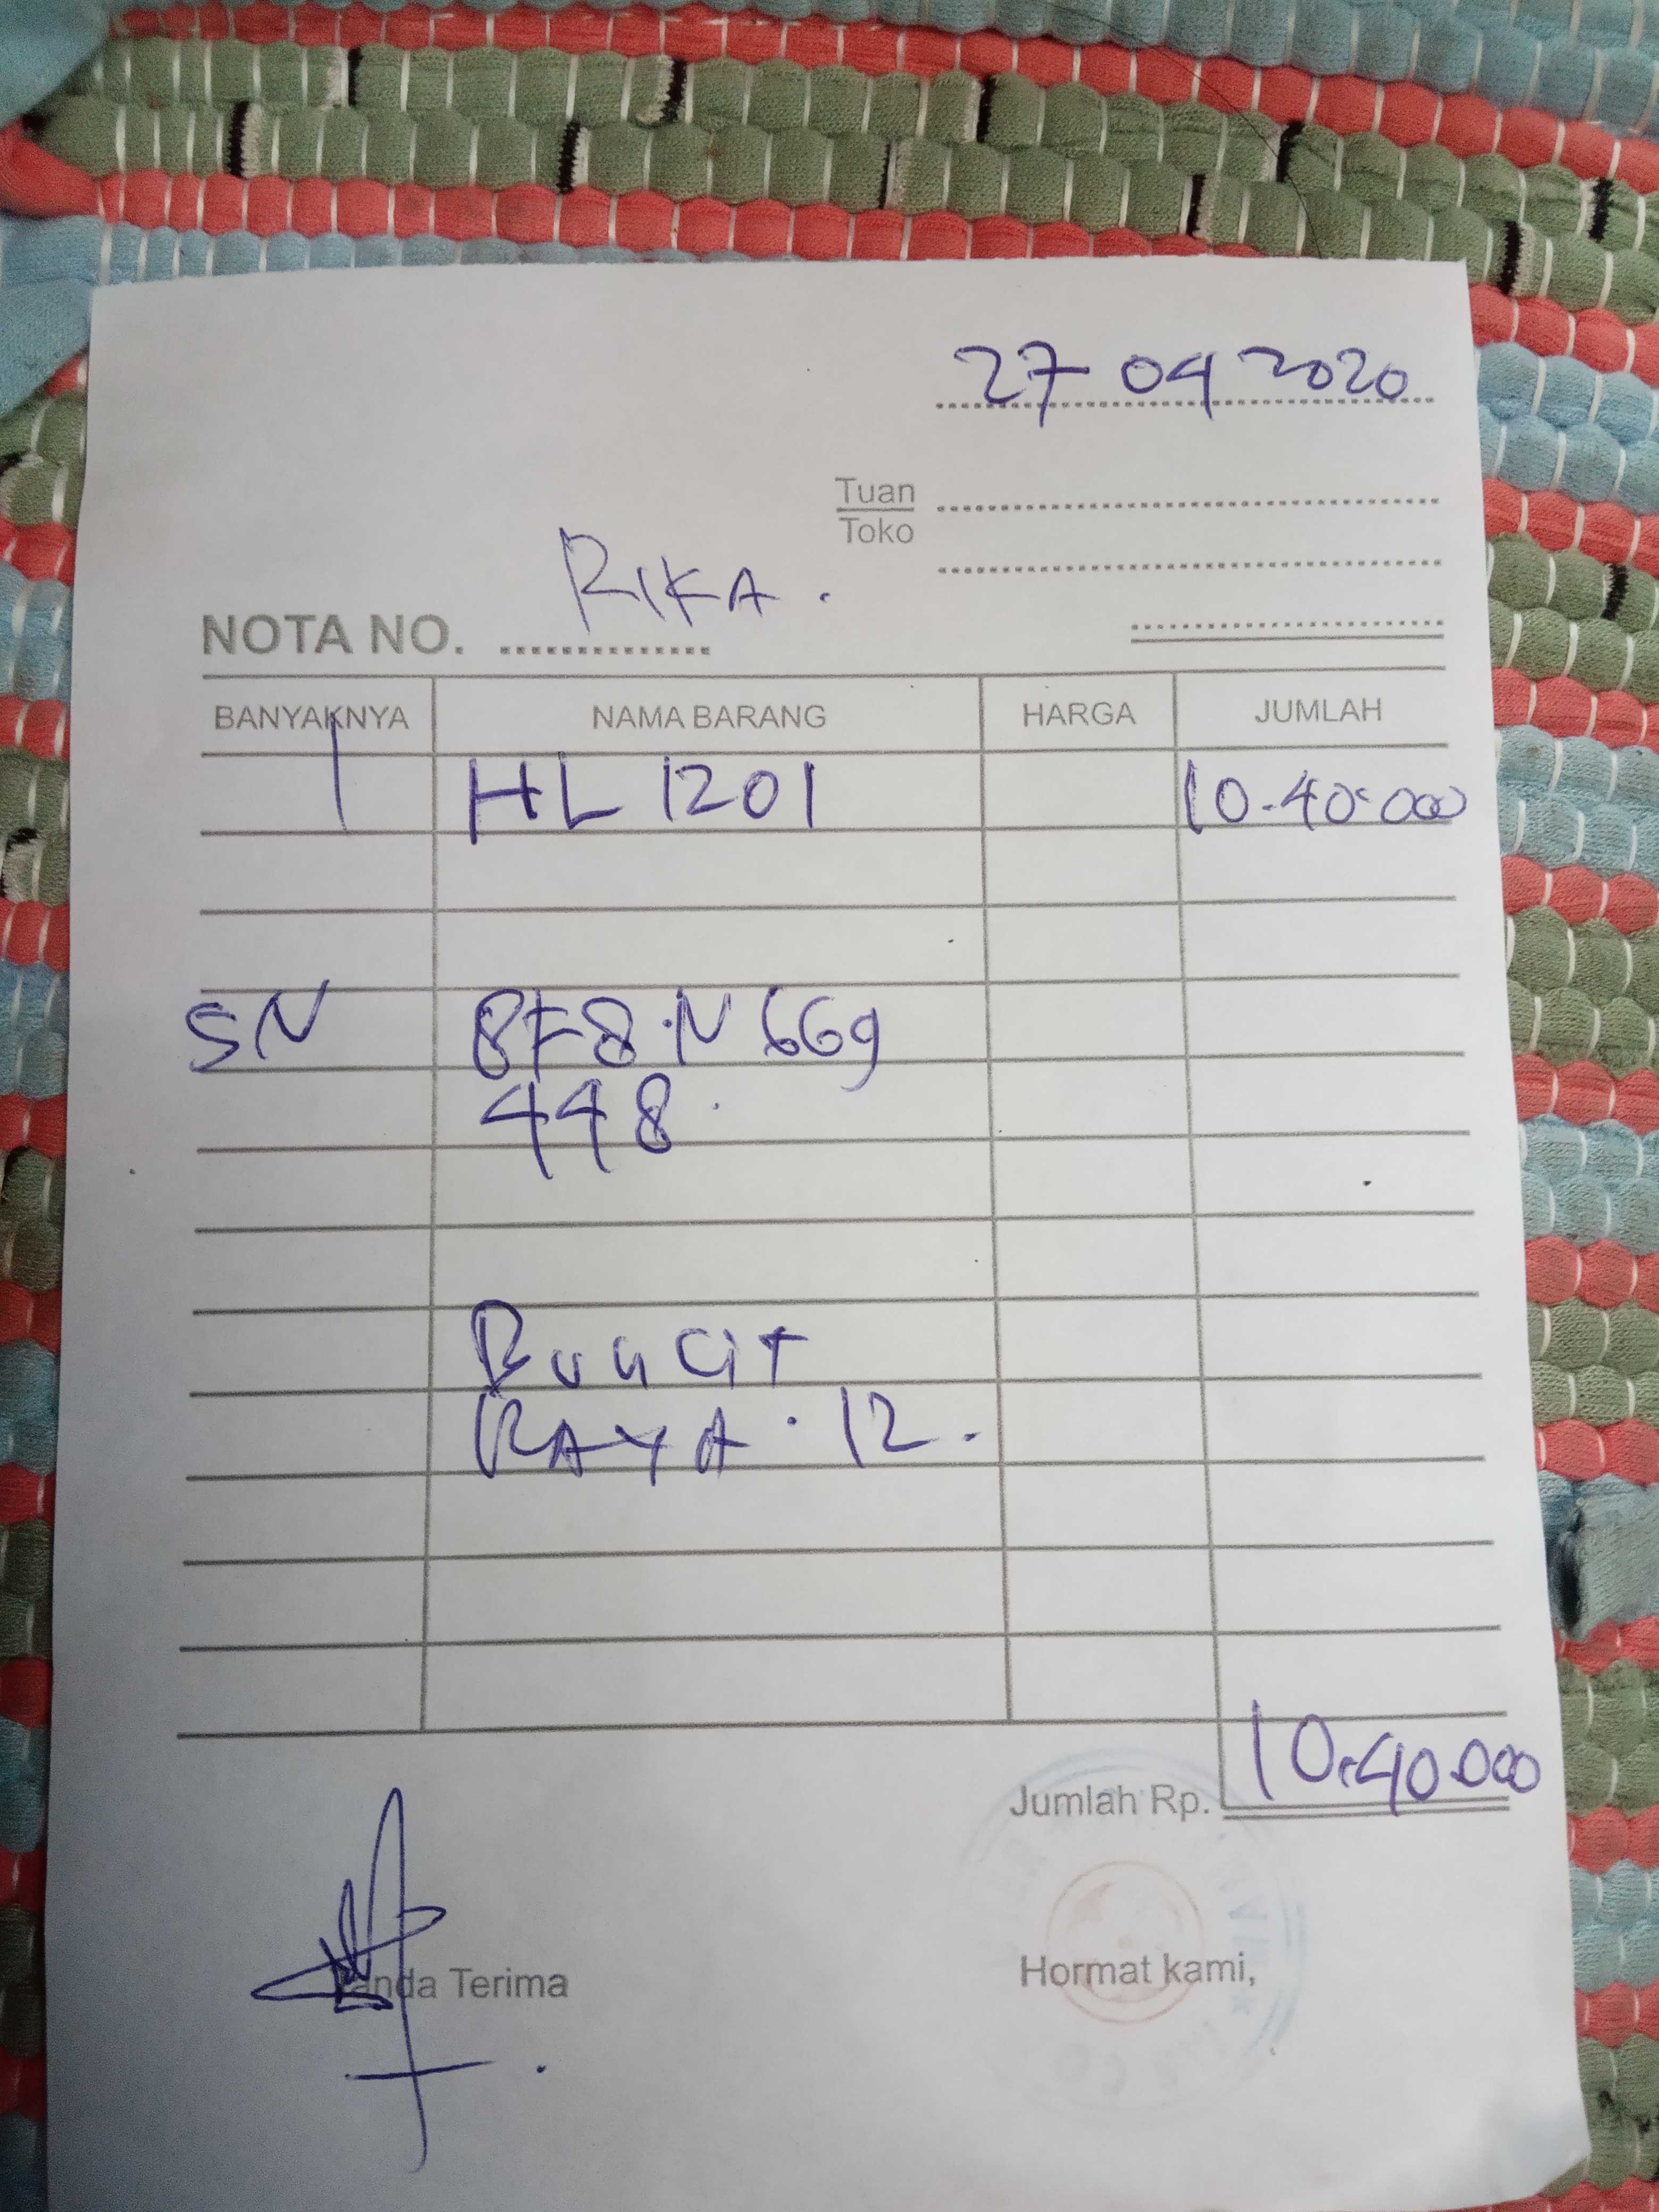 27 04 2020
Tuan
Toko
RIKA.
NOTA NO. ..............
BANYAKNYA NAMA BARANG HARGA JUMLAH
1 HL 1201 10.40.000
SN 8F8.N669
448.
RAYA. 12.
Jumlah Rp. 10.40.000
Tanda Terima Hormat kami,